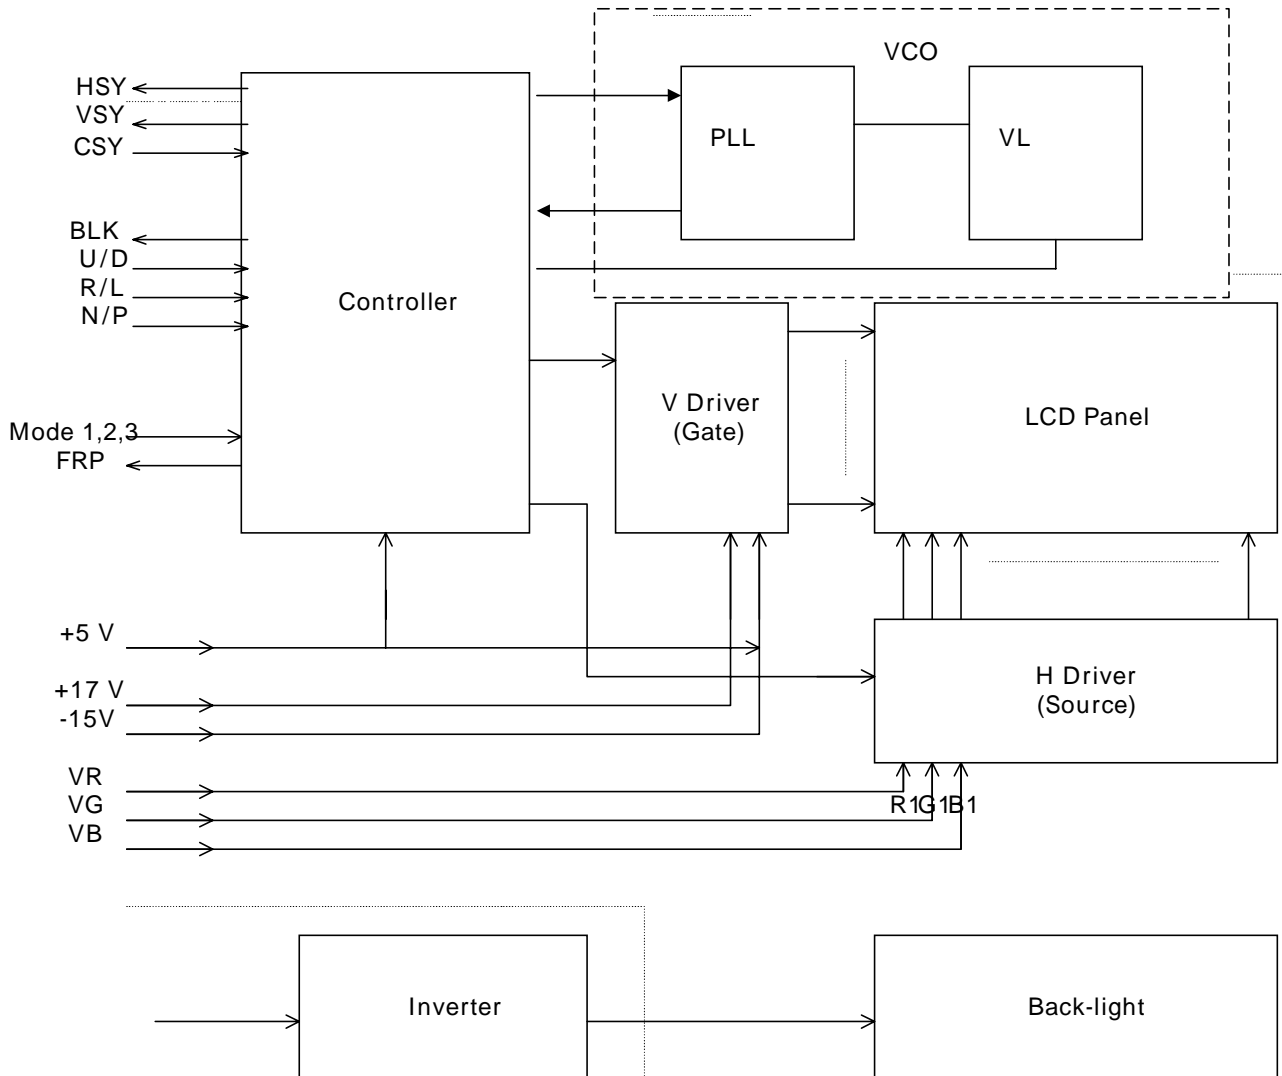 VCO
HSY
VSY
CSY
PLL
VL
BLK
U/D
R/L
N/P
Controller
V Driver
(Gate)
LCD Panel
Mode 1,2,3
FRP
+5 V
+17 V
-15V
H Driver
(Source)
VR
VG
VB
R1G1B1
Inverter
Back-light